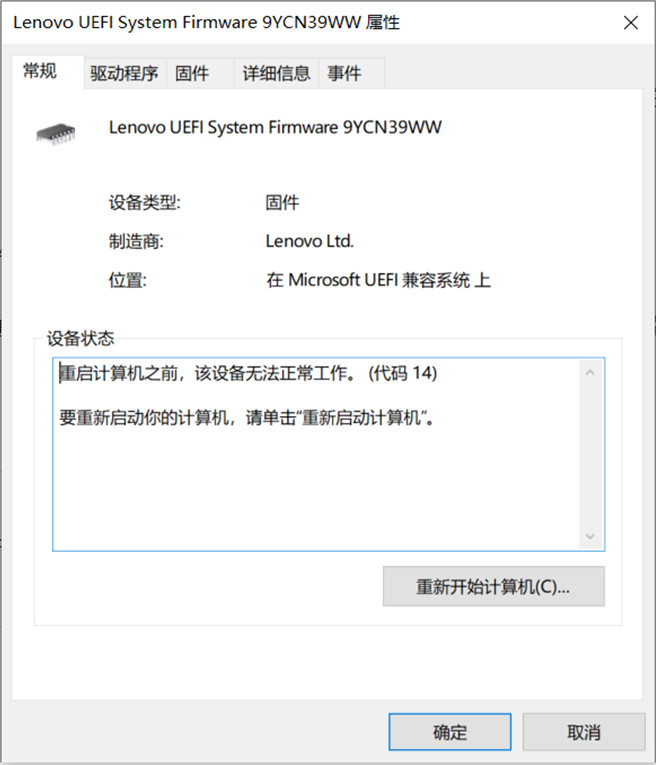 Lenovo UEFI System Firmware 9YCN39WW 属性
常规 驱动程序 固件 详细信息 事件
Lenovo UEFI System Firmware 9YCN39WW
设备类型: 固件
制造商: Lenovo Ltd.
位置: 在 Microsoft UEFI 兼容系统 上
设备状态
重启计算机之前，该设备无法正常工作。 (代码 14)
要重新启动你的计算机，请单击“重新启动计算机”。
重新开始计算机(C)...
确定 取消